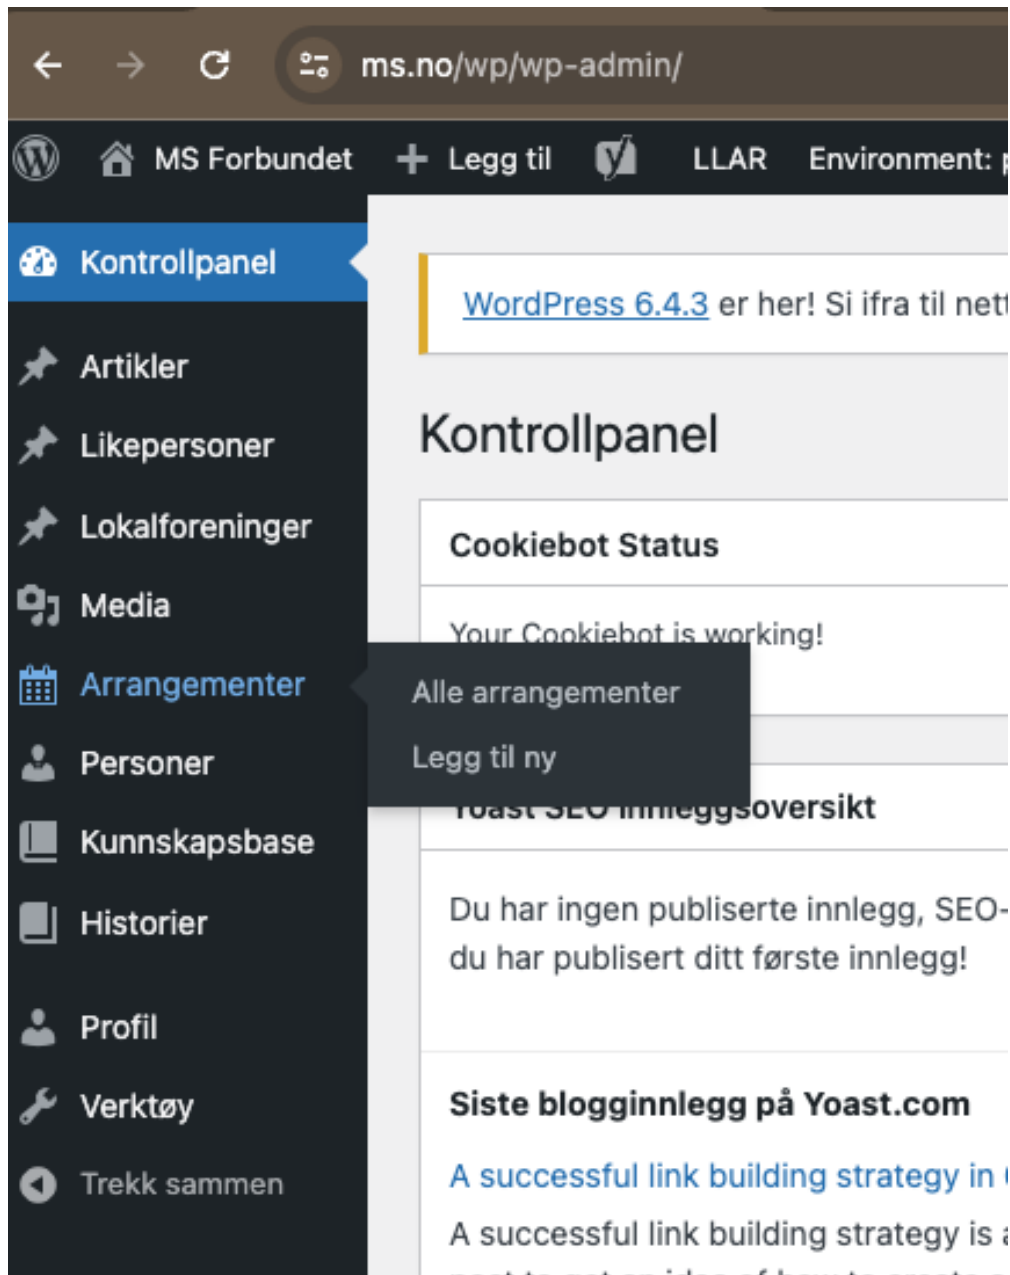 ms.no/wp/wp-admin/
MS Forbundet
Legg til
LLAR
Environment:
Kontrollpanel
Artikler
Likepersoner
Lokalforeninger
Media
Arrangementer
Alle arrangementer
Legg til ny
Personer
Kunnskapsbase
Historier
Profil
Verktøy
Trekk sammen
WordPress 6.4.3 er her! Si ifra til
Kontrollpanel
Cookiebot Status
Your Cookiebot is working!
Yoast SEO innleggsoversikt
Du har ingen publiserte innlegg, SEO-
du har publisert ditt første innlegg!
Siste blogginnlegg på Yoast.com
A successful link building strategy in
A successful link building strategy is